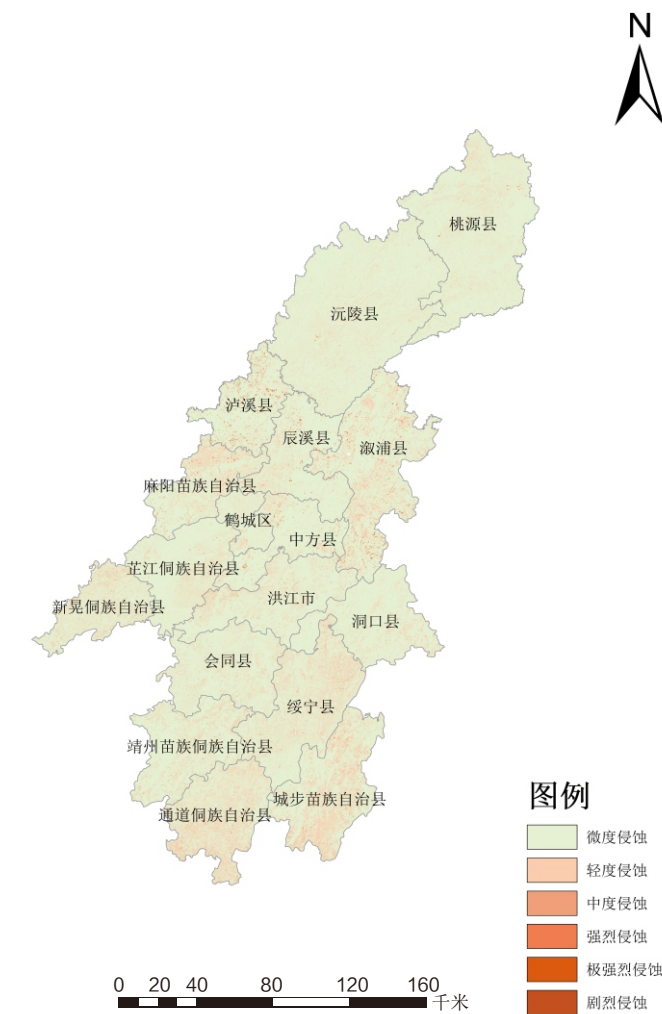 N
桃源县
沅陵县
泸溪县
辰溪县
溆浦县
麻阳苗族自治县
鹤城区
中方县
芷江侗族自治县
洪江市
新晃侗族自治县
洞口县
会同县
绥宁县
靖州苗族侗族自治县
城步苗族自治县
通道侗族自治县
图例
微度侵蚀
轻度侵蚀
中度侵蚀
强烈侵蚀
极强烈侵蚀
剧烈侵蚀
0 20 40 80 120 160
千米